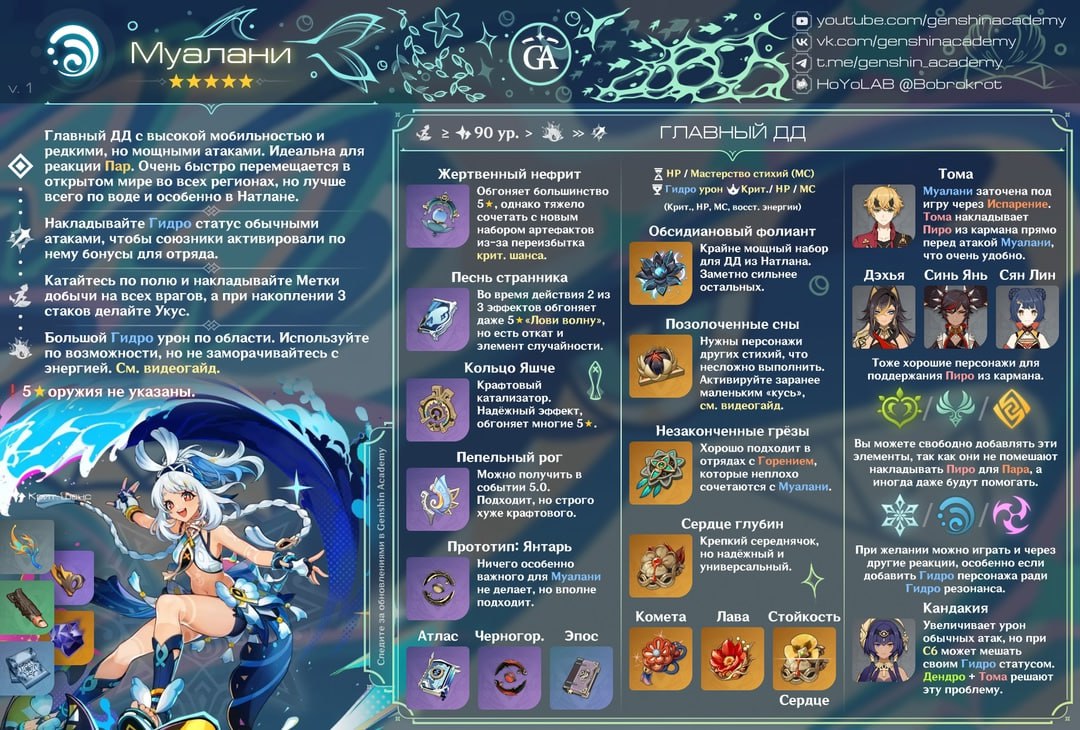 Муалани
v. 1
GA
youtube.com/genshinacademy
vk.com/genshinacademy
t.me/genshin_academy
HoYoLAB @Bobrokrot
Главный ДД с высокой мобильностью и
редкими, но мощными атаками. Идеальна для
реакции Пар. Очень быстро перемещается в
открытом мире во всех регионах, но лучше
всего по воде и особенно в Натлане.
Накладывайте Гидро статус обычными
атаками, чтобы союзники активировали по
нему бонусы для отряда.
Катайтесь по полю и накладывайте Метки
добычи на всех врагов, а при накоплении 3
стаков делайте Укус.
Большой Гидро урон по области. Используйте
по возможности, но не заморачивайтесь с
энергией. См. видеогайд.
! 5★оружия не указаны.
Крит. Шанс
Следите за обновлениями в Genshin Academy
≥ 90 ур. > >>
ГЛАВНЫЙ ДД
Жертвенный нефрит
Обгоняет большинство
5★, однако тяжело
сочетать с новым
набором артефактов
из-за переизбытка
крит. шанса.
Песнь странника
Во время действия 2 из
3 эффектов обгоняет
даже 5★«Лови волну»,
но есть откат и
элемент случайности.
Кольцо Яшче
Крафтовый
катализатор.
Надёжный эффект,
обгоняет многие 5★.
Пепельный рог
Можно получить в
событии 5.0.
Подходит, но строго
хуже крафтового.
Прототип: Янтарь
Ничего особенно
важного для Муалани
не делает, но вполне
подходит.
Атлас Черногор. Эпос
HP / Мастерство стихий (МС)
Гидро урон Крит./ HP / МС
(Крит., HP, МС, восст. энергии)
Обсидиановый фолиант
Крайне мощный набор
для ДД из Натлана.
Заметно сильнее
остальных.
Позолоченные сны
Нужны персонажи
других стихий, что
несложно выполнить.
Активируйте заранее
маленьким «кусь»,
см. видеогайд.
Незаконченные грёзы
Хорошо подходит в
отрядах с Горением,
которые неплохо
сочетаются с Муалани.
Сердце глубин
Крепкий середнячок,
но надёжный и
универсальный.
Комета Лава Стойкость
Сердце
Тома
Муалани заточена под
игру через Испарение.
Тома накладывает
Пиро из кармана прямо
перед атакой Муалани,
что очень удобно.
Дэхья Синь Янь Сян Лин
Тоже хорошие персонажи для
поддержания Пиро из кармана.
Вы можете свободно добавлять эти
элементы, так как они не помешают
накладывать Пиро для Пара, а
иногда даже будут помогать.
При желании можно играть и через
другие реакции, особенно если
добавить Гидро персонажа ради
Гидро резонанса.
Кандакия
Увеличивает урон
обычных атак, но при
С6 может мешать
своим Гидро статусом.
Дендро + Тома решают
эту проблему.